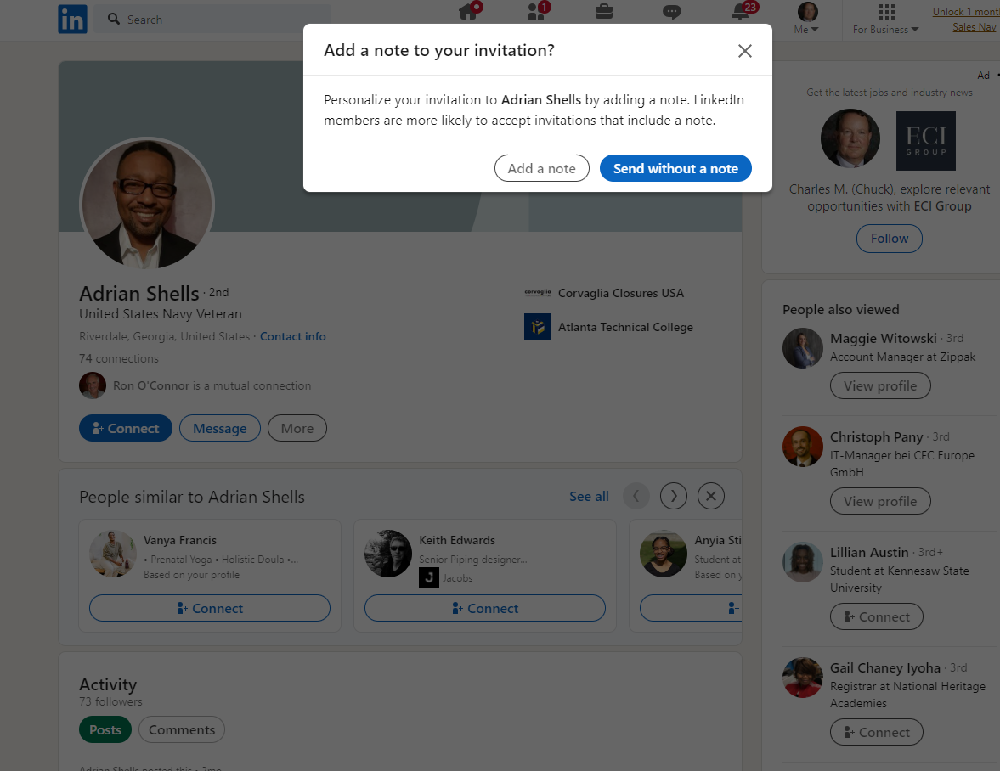 in
Search
1
23
Me
For Business
Unlock 1 mont
Sales Nav
Add a note to your invitation?
Personalize your invitation to Adrian Shells by adding a note. LinkedIn
members are more likely to accept invitations that include a note.
Add a note
Send without a note
Ad
Get the latest jobs and industry news
ECI
GROUP
Charles M. (Chuck), explore relevant
opportunities with ECI Group
Follow
Adrian Shells · 2nd
United States Navy Veteran
Riverdale, Georgia, United States · Contact info
74 connections
Ron O'Connor is a mutual connection
Connect
Message
More
corvaglia
Corvaglia Closures USA
Atlanta Technical College
People similar to Adrian Shells
See all
Vanya Francis
• Prenatal Yoga • Holistic Doula •...
Based on your profile
Connect
Keith Edwards
Senior Piping designer...
J
Jacobs
Connect
Anyia Sti
Student at
Based on y
Activity
73 followers
Posts
Comments
Adrian Shells posted this · 2mo
People also viewed
Maggie Witowski · 3rd
Account Manager at Zippak
View profile
Christoph Pany · 3rd
IT-Manager bei CFC Europe
GmbH
View profile
Lillian Austin · 3rd+
Student at Kennesaw State
University
Connect
Gail Chaney Iyoha · 3rd
Registrar at National Heritage
Academies
Connect